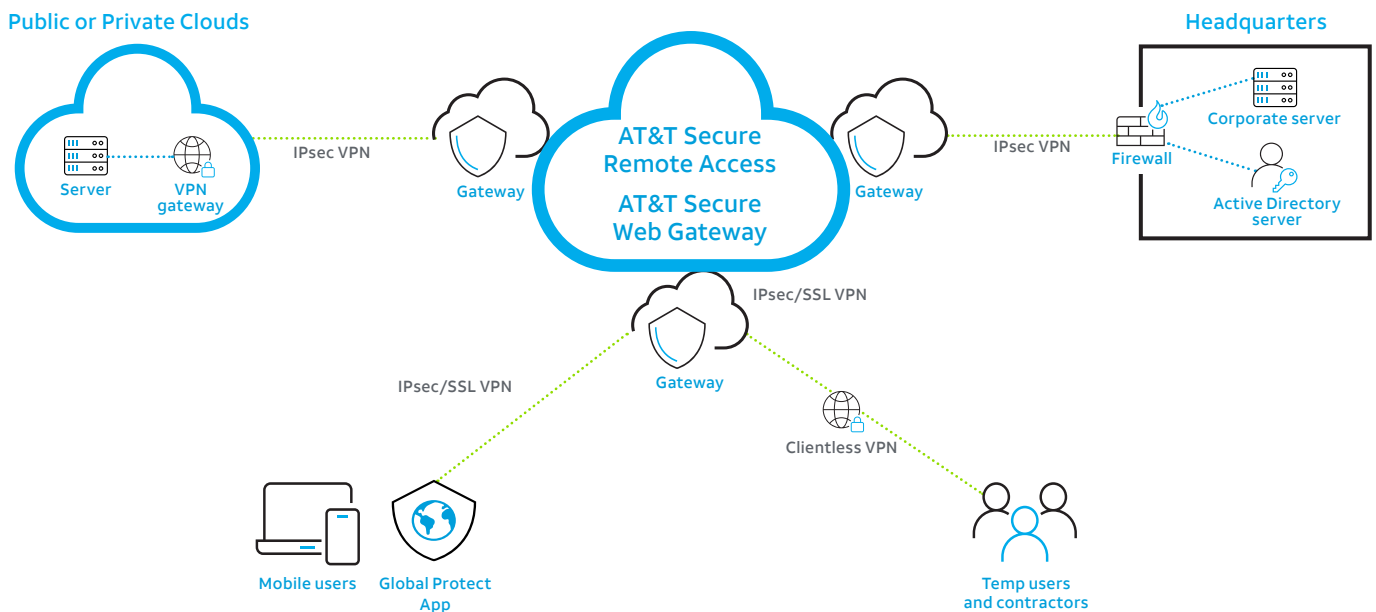 Public or Private Clouds
Headquarters
AT&T Secure
Remote Access
AT&T Secure
Web Gateway
Server
VPN
gateway
IPsec VPN
Gateway
Gateway
IPsec VPN
Firewall
Corporate server
Active Directory
server
IPsec/SSL VPN
Gateway
IPsec/SSL VPN
Clientless VPN
Mobile users
Global Protect
App
Temp users
and contractors